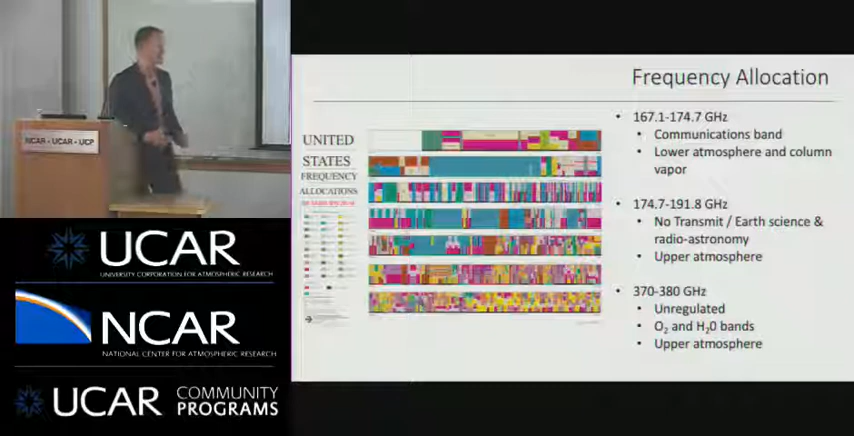 NCAR - UCAR - UCP
UCAR
UNIVERSITY CORPORATION FOR ATMOSPHERIC RESEARCH
NCAR
NATIONAL CENTER FOR ATMOSPHERIC RESEARCH
UCAR COMMUNITY
PROGRAMS
Frequency Allocation
UNITED
STATES
FREQUENCY
ALLOCATIONS
• 167.1-174.7 GHz
• Communications band
• Lower atmosphere and column
vapor
• 174.7-191.8 GHz
• No Transmit / Earth science &
radio-astronomy
• Upper atmosphere
• 370-380 GHz
• Unregulated
• O₂ and H₂0 bands
• Upper atmosphere